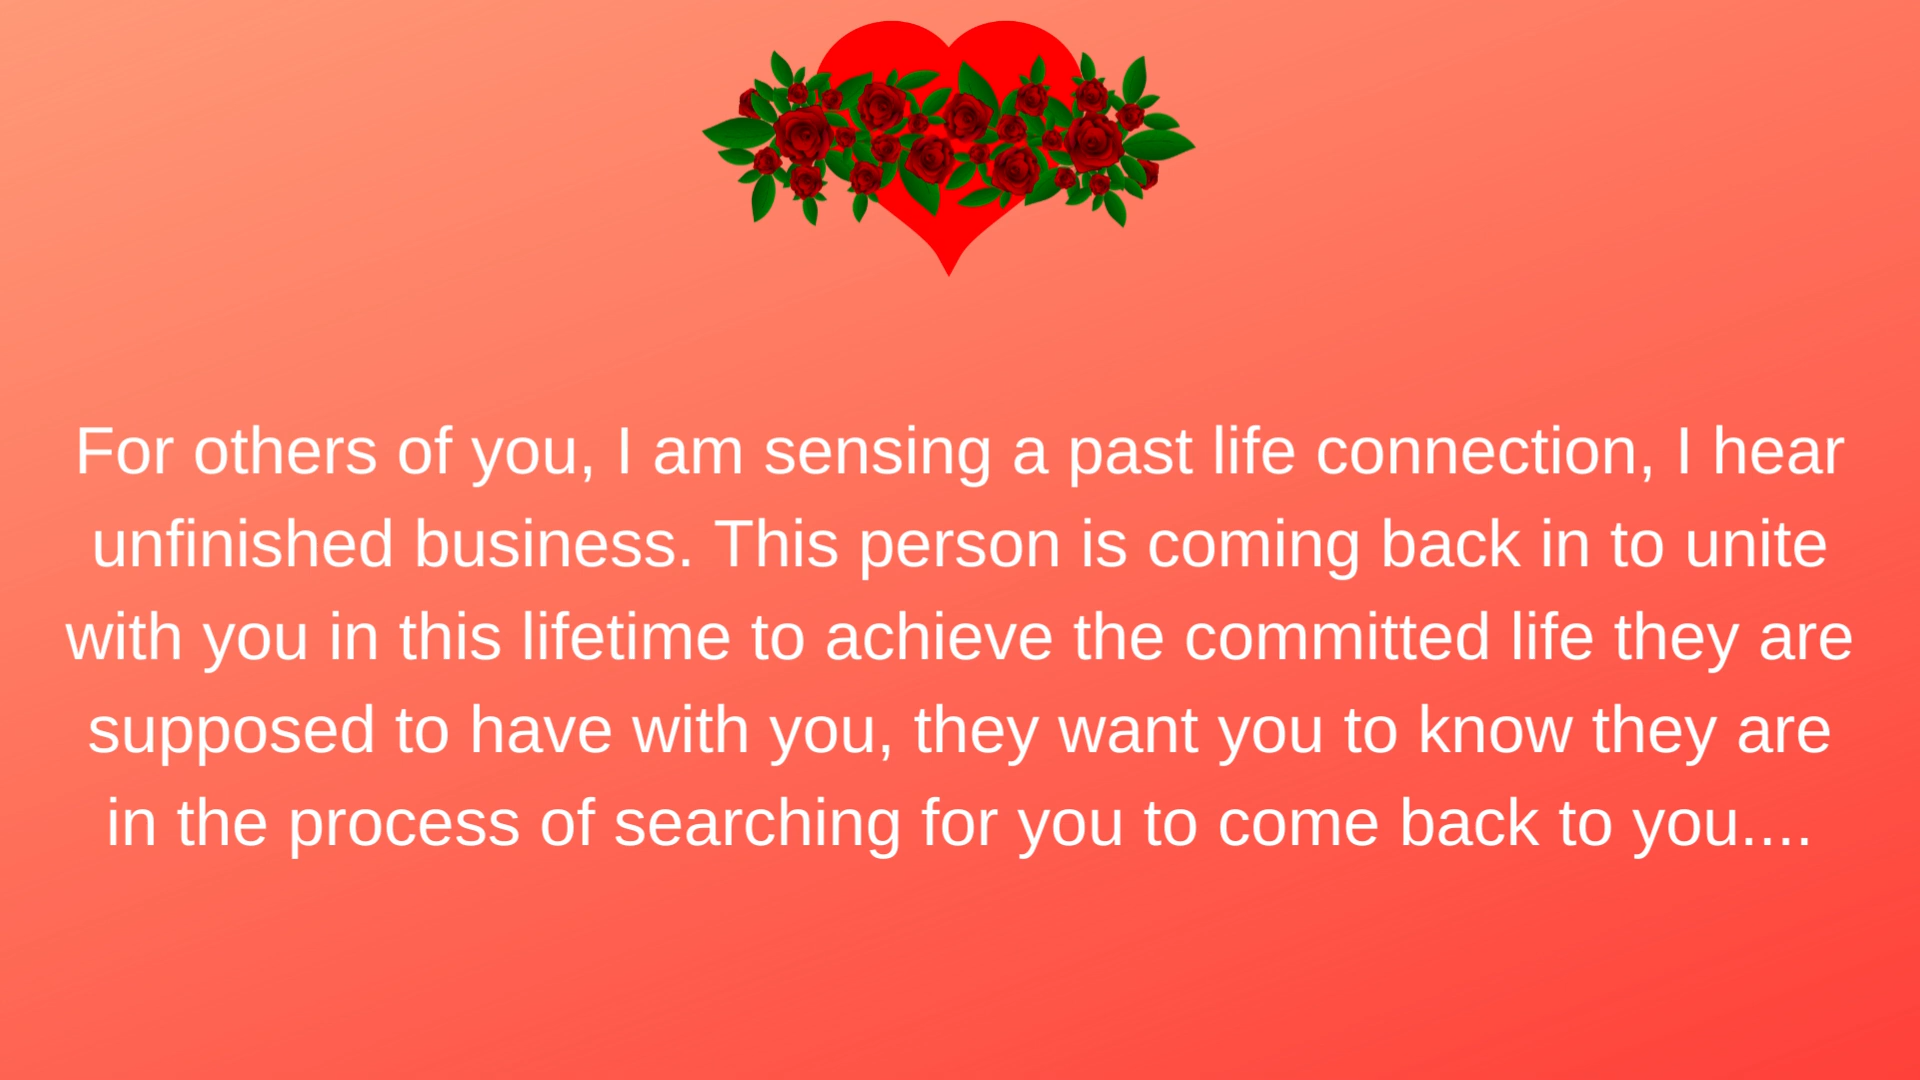 For others of you, I am sensing a past life connection, I hear
unfinished business. This person is coming back in to unite
with you in this lifetime to achieve the committed life they are
supposed to have with you, they want you to know they are
in the process of searching for you to come back to you....